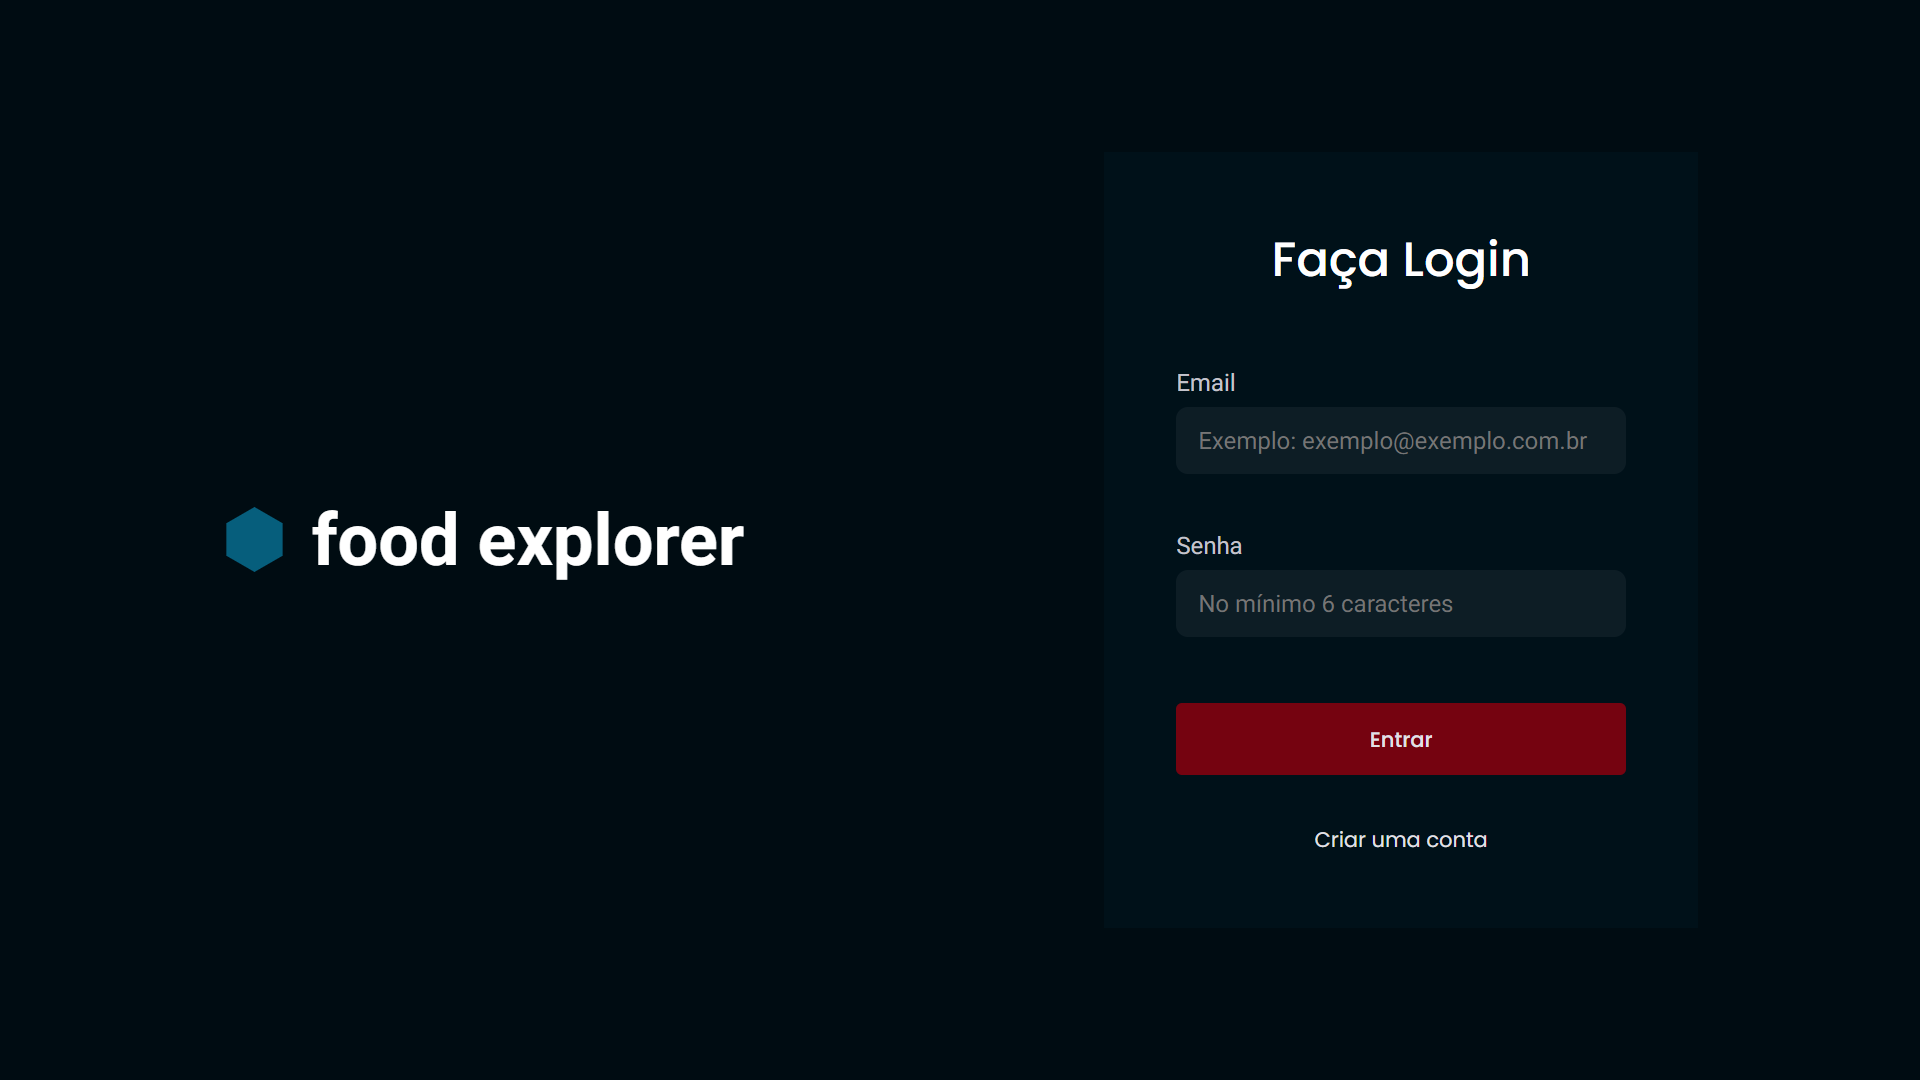 food explorer
Faça Login
Email
Exemplo: exemplo@exemplo.com.br
Senha
No mínimo 6 caracteres
Entrar
Criar uma conta